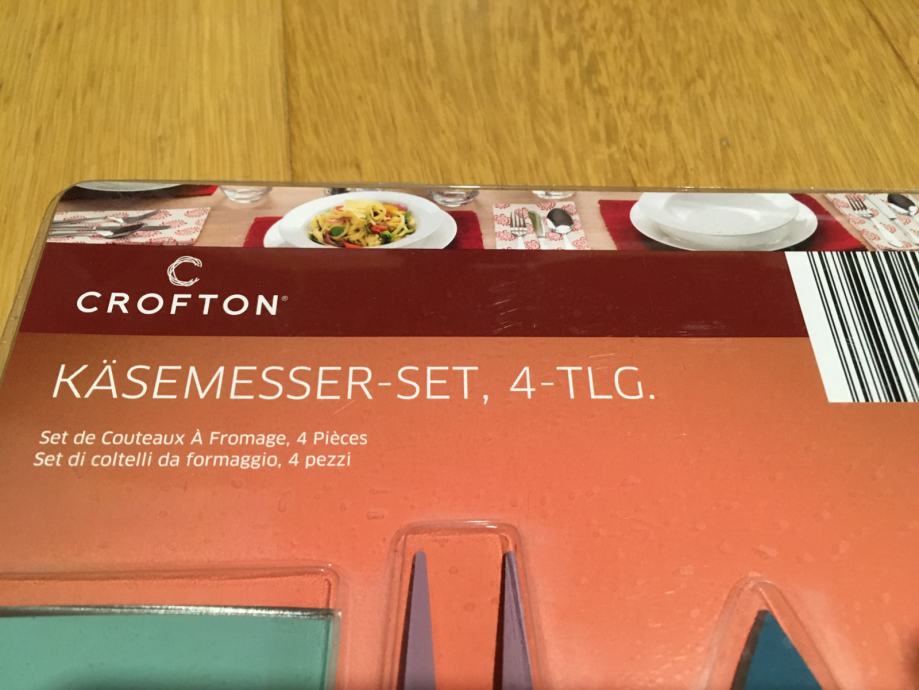 CROFTON®
KÄSEMESSER-SET, 4-TLG.
Set de Couteaux À Fromage, 4 Pièces
Set di coltelli da formaggio, 4 pezzi